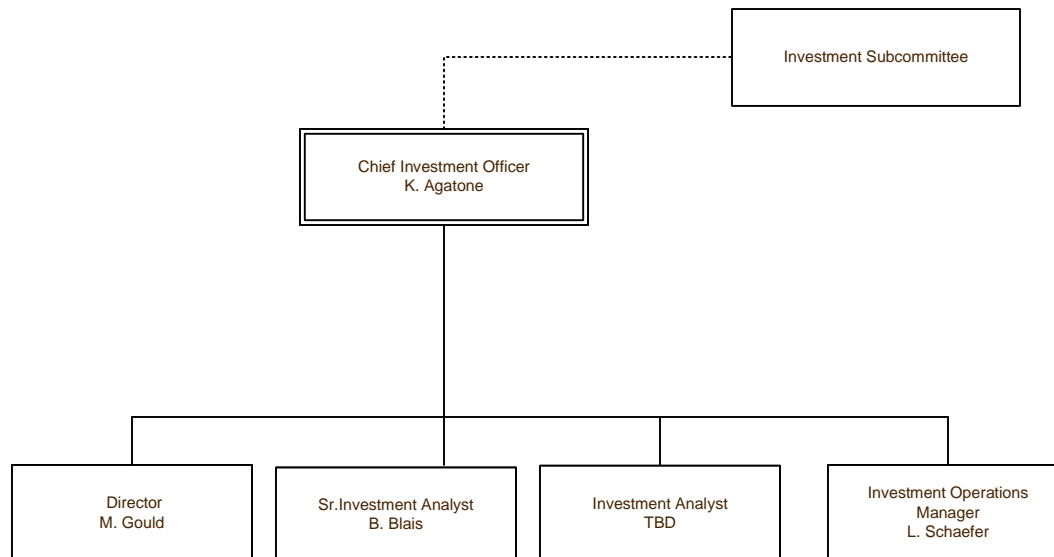 Investment Subcommittee
Chief Investment Officer
K. Agatone
Director
M. Gould
Sr.Investment Analyst
B. Blais
Investment Analyst
TBD
Investment Operations
Manager
L. Schaefer